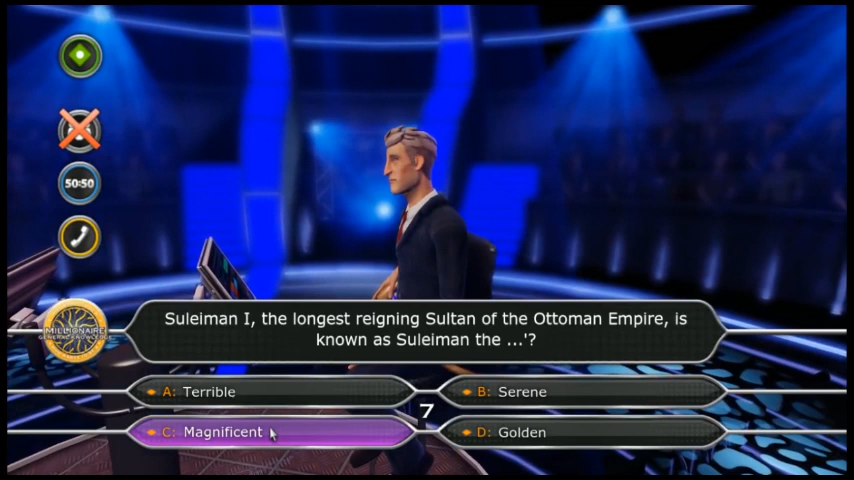 50:50
Suleiman I, the longest reigning Sultan of the Ottoman Empire, is
known as Suleiman the ...'?
MILLIONAIRE
GENERAL KNOWLEDGE
A: Terrible
B: Serene
7
C: Magnificent
D: Golden